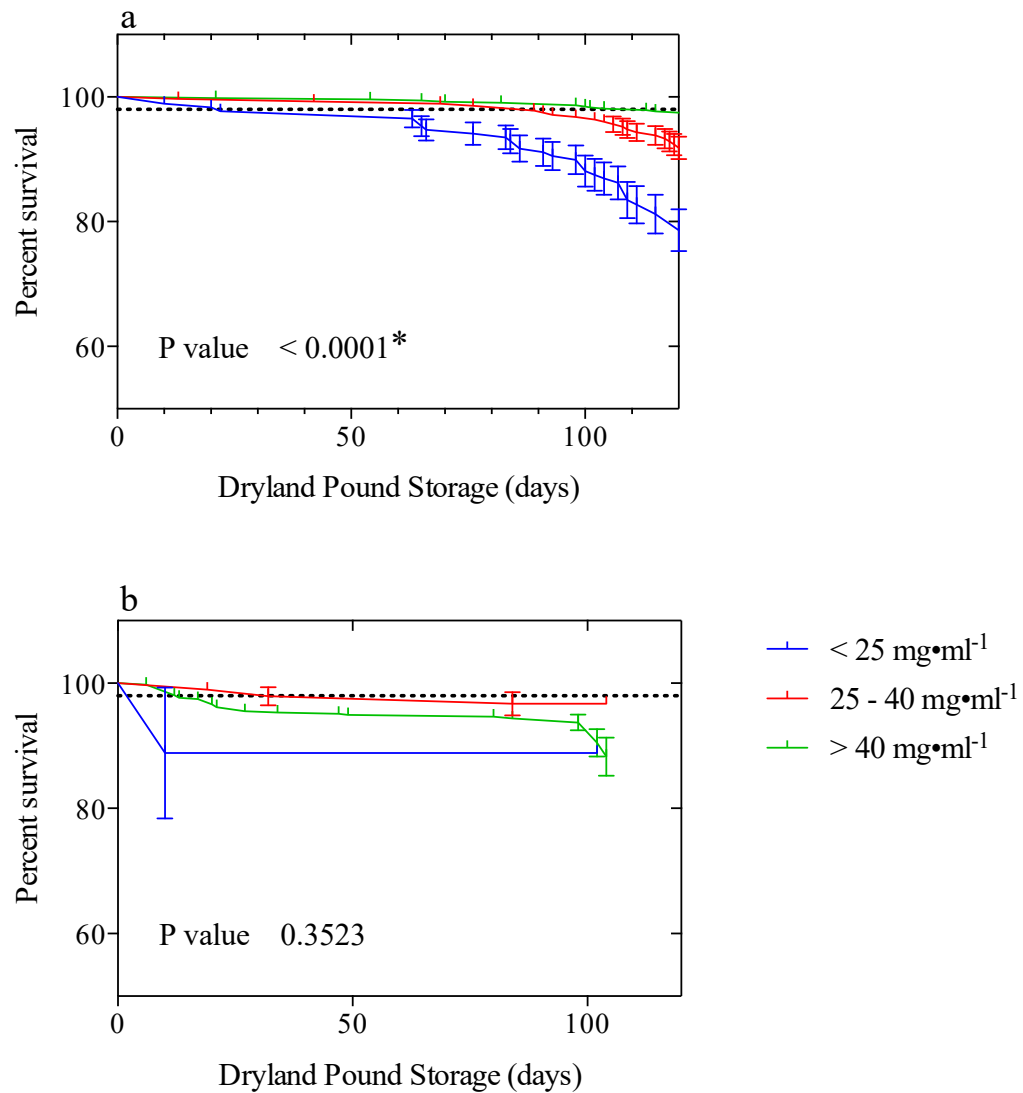 a
100
80
60
Percent survival
P value < 0.0001*
0 50 100
Dryland Pound Storage (days)
b
100
80
60
Percent survival
P value 0.3523
0 50 100
Dryland Pound Storage (days)
< 25 mg•ml⁻¹
25 - 40 mg•ml⁻¹
> 40 mg•ml⁻¹